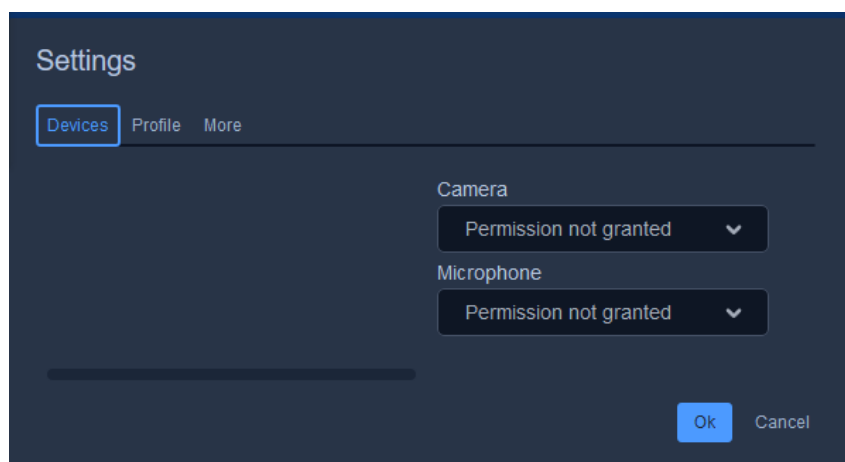 Settings
Devices Profile More
Camera
Permission not granted
Microphone
Permission not granted
Ok Cancel